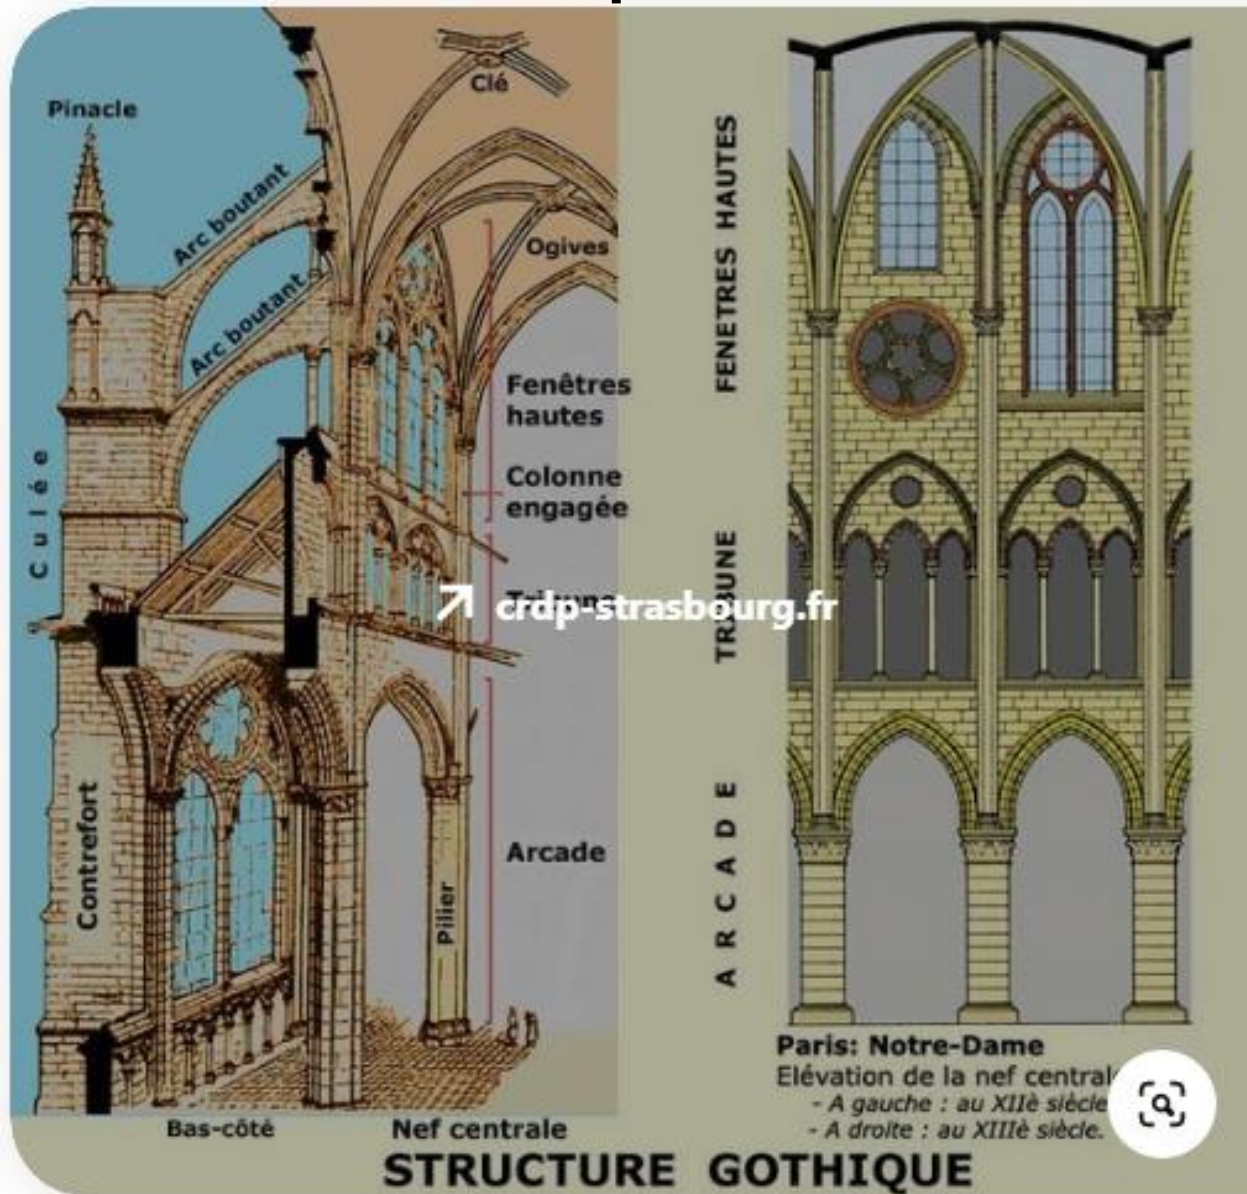 Pinacle
Clé
Arc boutant
Arc boutant
Ogives
Fenêtres
hautes
Colonne
engagée
Culée
Tribune
crdp-strasbourg.fr
Contrefort
Pilier
Arcade
Bas-côté
Nef centrale
FENETRES HAUTES
TRIBUNE
ARCADE
Paris: Notre-Dame
Elévation de la nef central
- A gauche : au XIIè siècle
- A droite : au XIIIè siècle.
STRUCTURE GOTHIQUE